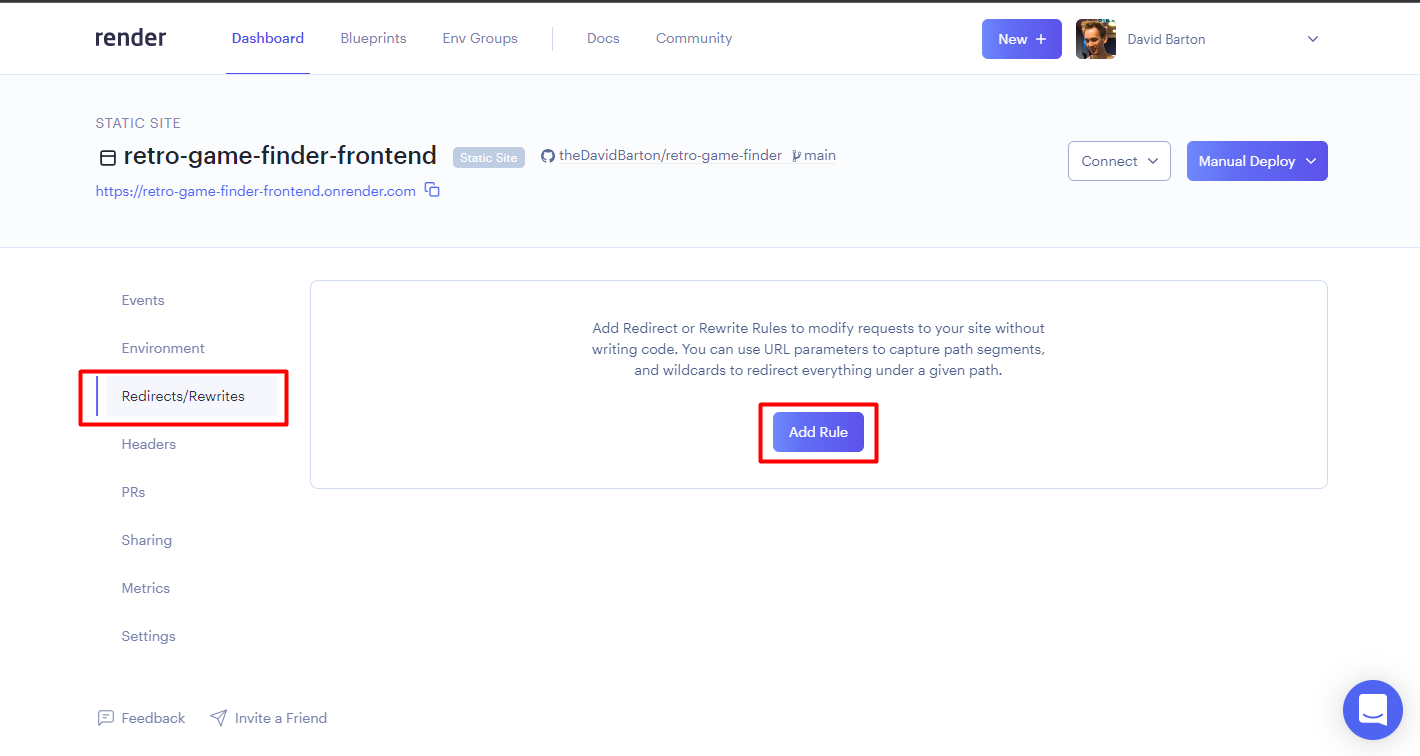 render
Dashboard
Blueprints
Env Groups
Docs
Community
New +
David Barton
STATIC SITE
retro-game-finder-frontend
Static Site
theDavidBarton/retro-game-finder
main
https://retro-game-finder-frontend.onrender.com
Connect
Manual Deploy
Events
Environment
Redirects/Rewrites
Headers
PRs
Sharing
Metrics
Settings
Add Redirect or Rewrite Rules to modify requests to your site without
writing code. You can use URL parameters to capture path segments,
and wildcards to redirect everything under a given path.
Add Rule
Feedback
Invite a Friend